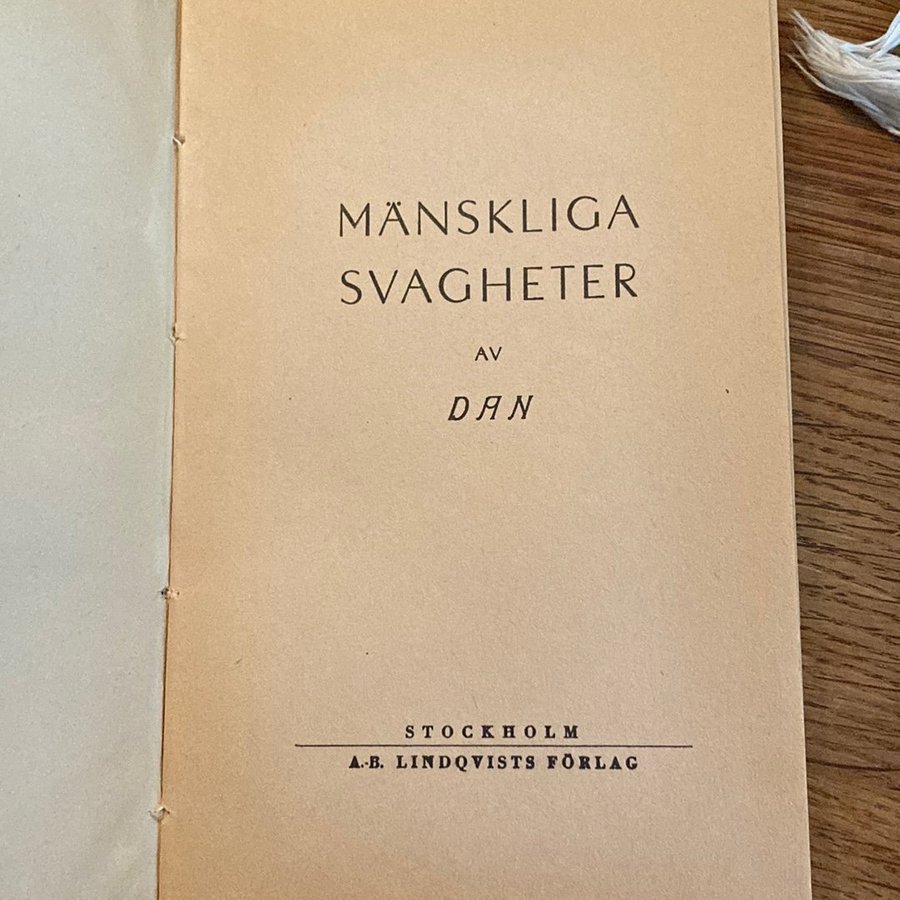 MÄNSKLIGA
SVAGHETER
AV
DAN
STOCKHOLM
A.-B. LINDQVISTS FÖRLAG